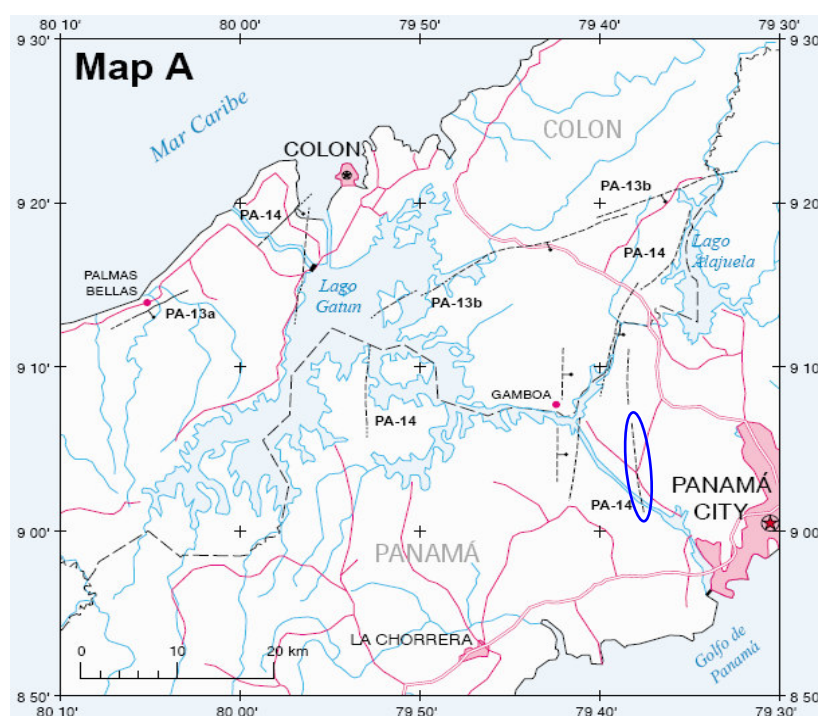 80 10' 80 00' 79 50' 79 40' 79 30'
9 30' 9 30'
Map A
Mar Caribe
COLON
COLON
PA-13b
9 20' 9 20'
PA-14
PA-14
Lago
Alajuela
PALMAS
BELLAS
Lago
Gatun
PA-13b
PA-13a
9 10' 9 10'
GAMBOA
PA-14
PANAMÁ
CITY
PA-14
9 00' 9 00'
PANAMÁ
LA CHORRERA
0 10 20 km
Golfo de
Panamá
8 50' 8 50'
80 10' 80 00' 79 50' 79 40' 79 30'